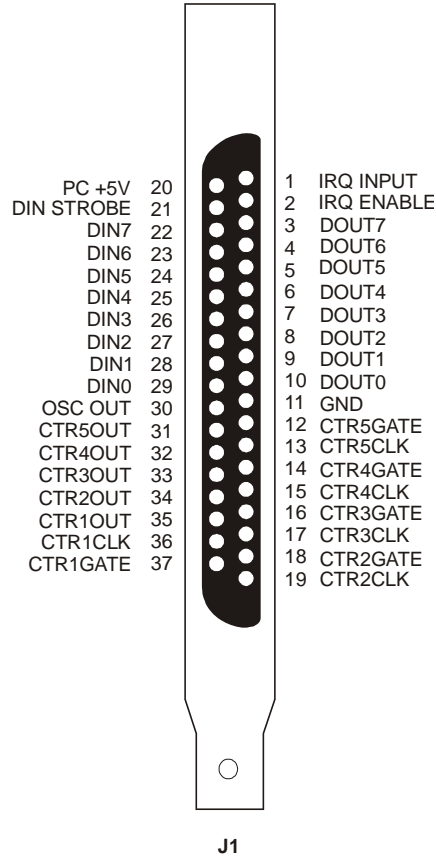 PC +5V 20
DIN STROBE 21
DIN7 22
DIN6 23
DIN5 24
DIN4 25
DIN3 26
DIN2 27
DIN1 28
DIN0 29
OSC OUT 30
CTR5OUT 31
CTR4OUT 32
CTR3OUT 33
CTR2OUT 34
CTR1OUT 35
CTR1CLK 36
CTR1GATE 37
1 IRQ INPUT
2 IRQ ENABLE
3 DOUT7
4 DOUT6
5 DOUT5
6 DOUT4
7 DOUT3
8 DOUT2
9 DOUT1
10 DOUT0
11 GND
12 CTR5GATE
13 CTR5CLK
14 CTR4GATE
15 CTR4CLK
16 CTR3GATE
17 CTR3CLK
18 CTR2GATE
19 CTR2CLK
J1